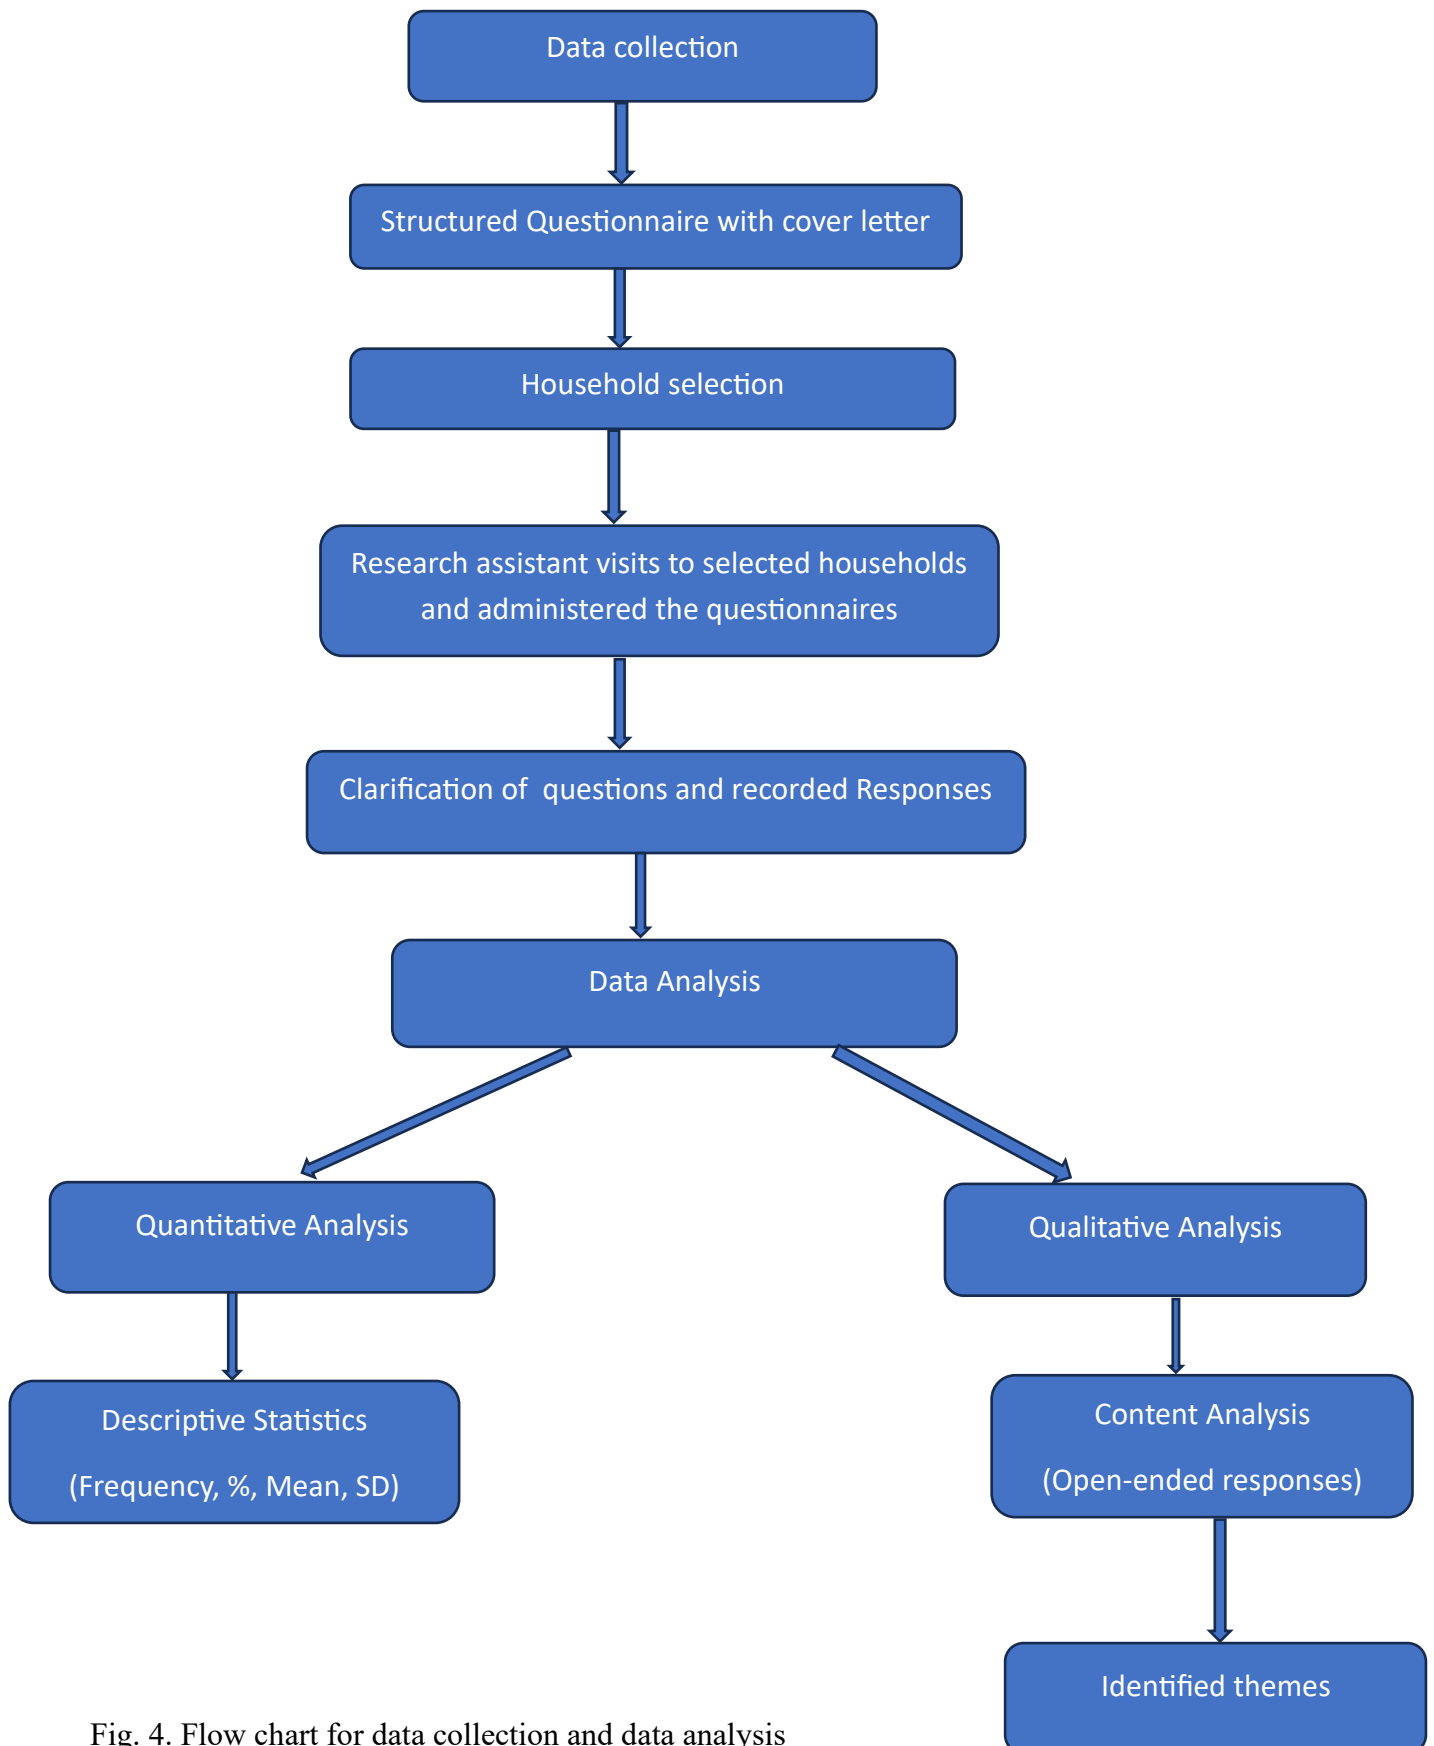 Data collection
Structured Questionnaire with cover letter
Household selection
Research assistant visits to selected households
and administered the questionnaires
Clarification of  questions and recorded Responses
Data Analysis
Quantitative Analysis
Qualitative Analysis
Descriptive Statistics
(Frequency, %, Mean, SD)
Content Analysis
(Open-ended responses)
Identified themes
Fig. 4. Flow chart for data collection and data analysis